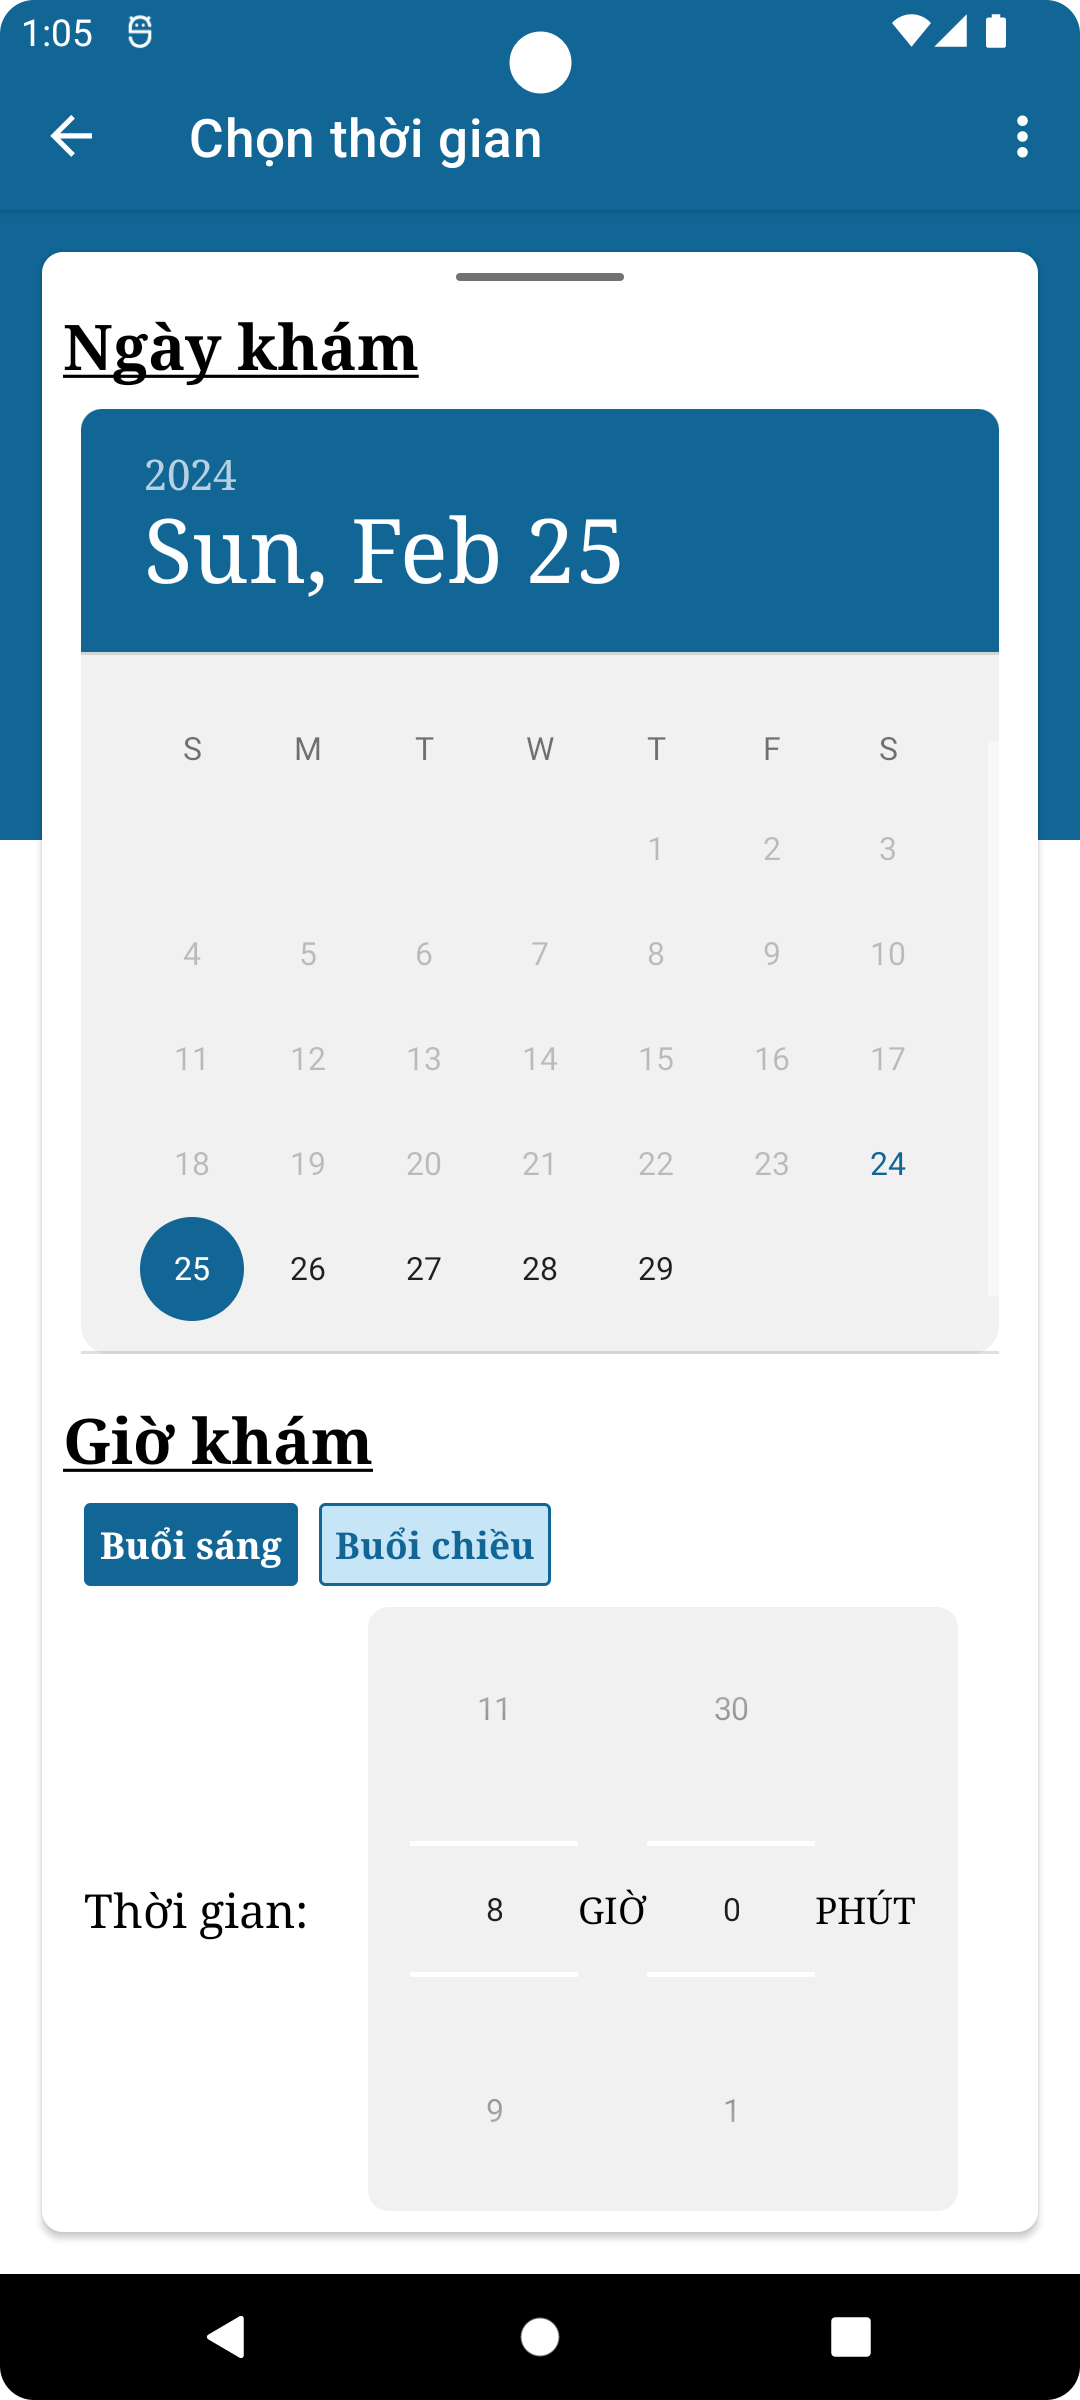 1:05
Chọn thời gian
Ngày khám
2024
Sun, Feb 25
S M T W T F S
1 2 3
4 5 6 7 8 9 10
11 12 13 14 15 16 17
18 19 20 21 22 23 24
25 26 27 28 29
Giờ khám
Buổi sáng Buổi chiều
11 30
Thời gian: 8 GIỜ 0 PHÚT
9 1